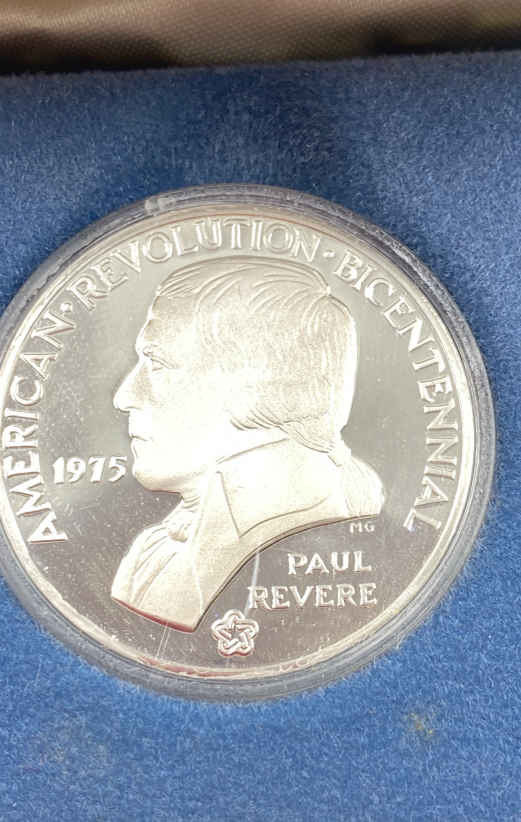 AMERICAN·REVOLUTION·BICENTENNIAL
1975
MG
PAUL
REVERE